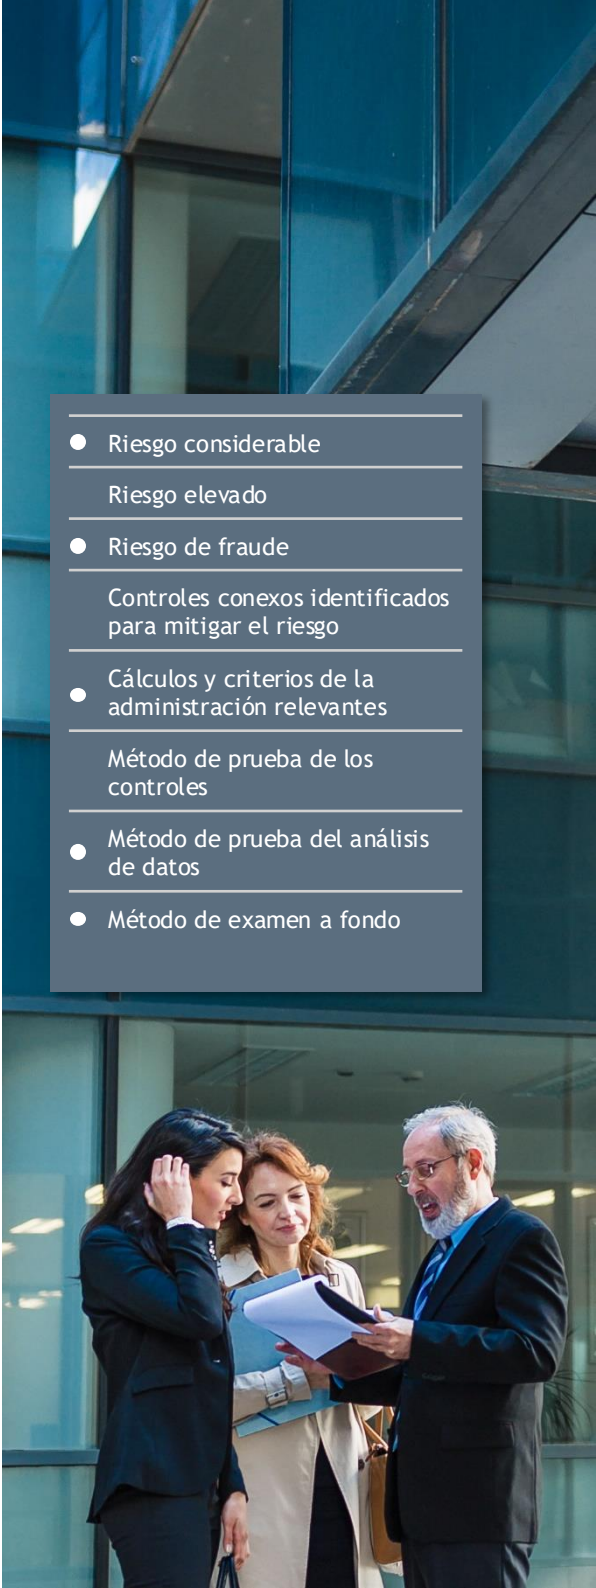 Riesgo considerable
Riesgo elevado
Riesgo de fraude
Controles conexos identificados
para mitigar el riesgo
Cálculos y criterios de la
administración relevantes
Método de prueba de los
controles
Método de prueba del análisis
de datos
Método de examen a fondo